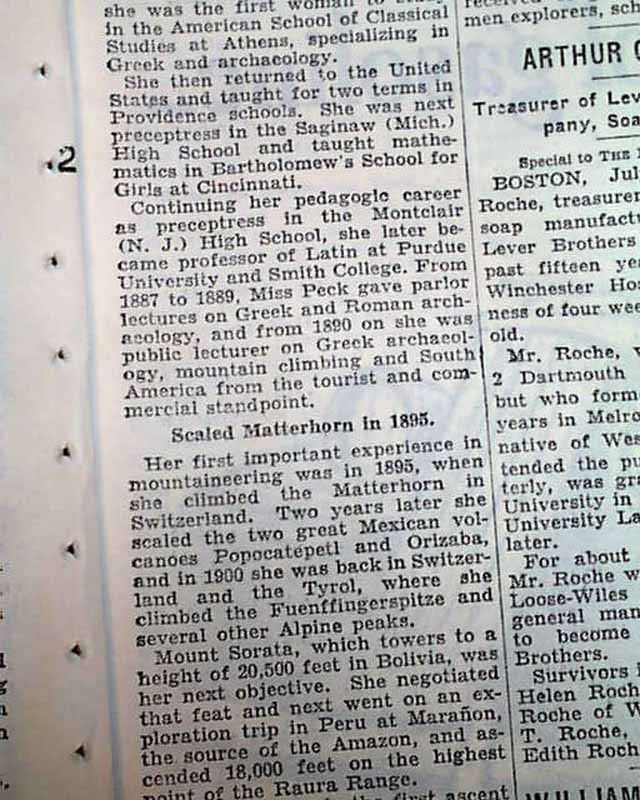 she was the first woman to
in the American School of Classical
Studies at Athens, specializing in
Greek and archaeology.
She then returned to the United
States and taught for two terms in
Providence schools. She was next
preceptress in the Saginaw (Mich.)
High School and taught mathe-
matics in Bartholomew's School for
Girls at Cincinnati.
Continuing her pedagogic career
as preceptress in the Montclair
(N. J.) High School, she later be-
came professor of Latin at Purdue
University and Smith College. From
1887 to 1889, Miss Peck gave parlor
lectures on Greek and Roman arch-
aeology, and from 1890 on she was
public lecturer on Greek archaeol-
ogy, mountain climbing and South
America from the tourist and com-
mercial standpoint.
Scaled Matterhorn in 1895.
Her first important experience in
mountaineering was in 1895, when
she climbed the Matterhorn in
Switzerland. Two years later she
scaled the two great Mexican vol-
canoes Popocatepetl and Orizaba,
and in 1900 she was back in Switzer-
land and the Tyrol, where she
climbed the Fuenffingerspitze and
several other Alpine peaks.
Mount Sorata, which towers to a
height of 20,500 feet in Bolivia, was
her next objective. She negotiated
that feat and next went on an ex-
ploration trip in Peru at Marañon,
the source of the Amazon, and as-
cended 18,000 feet on the highest
point of the Raura Range.
first ascent
2
received
men explorers, sch
ARTHUR
Treasurer of Lev
pany, Soa
Special to THE
BOSTON, Jul
Roche, treasurer
soap manufactu
Lever Brothers
past fifteen ye
Winchester Hos
ness of four wee
old.
Mr. Roche,
2 Dartmouth
but who form
years in Melro
native of Wes
tended the pu
terly, was gra
University in
University La
later.
For about
Mr. Roche w
Loose-Wiles
general man
to become
Brothers.
Survivors
Helen Roch
Roche of W
T. Roche,
Edith Roch
WILLIAM